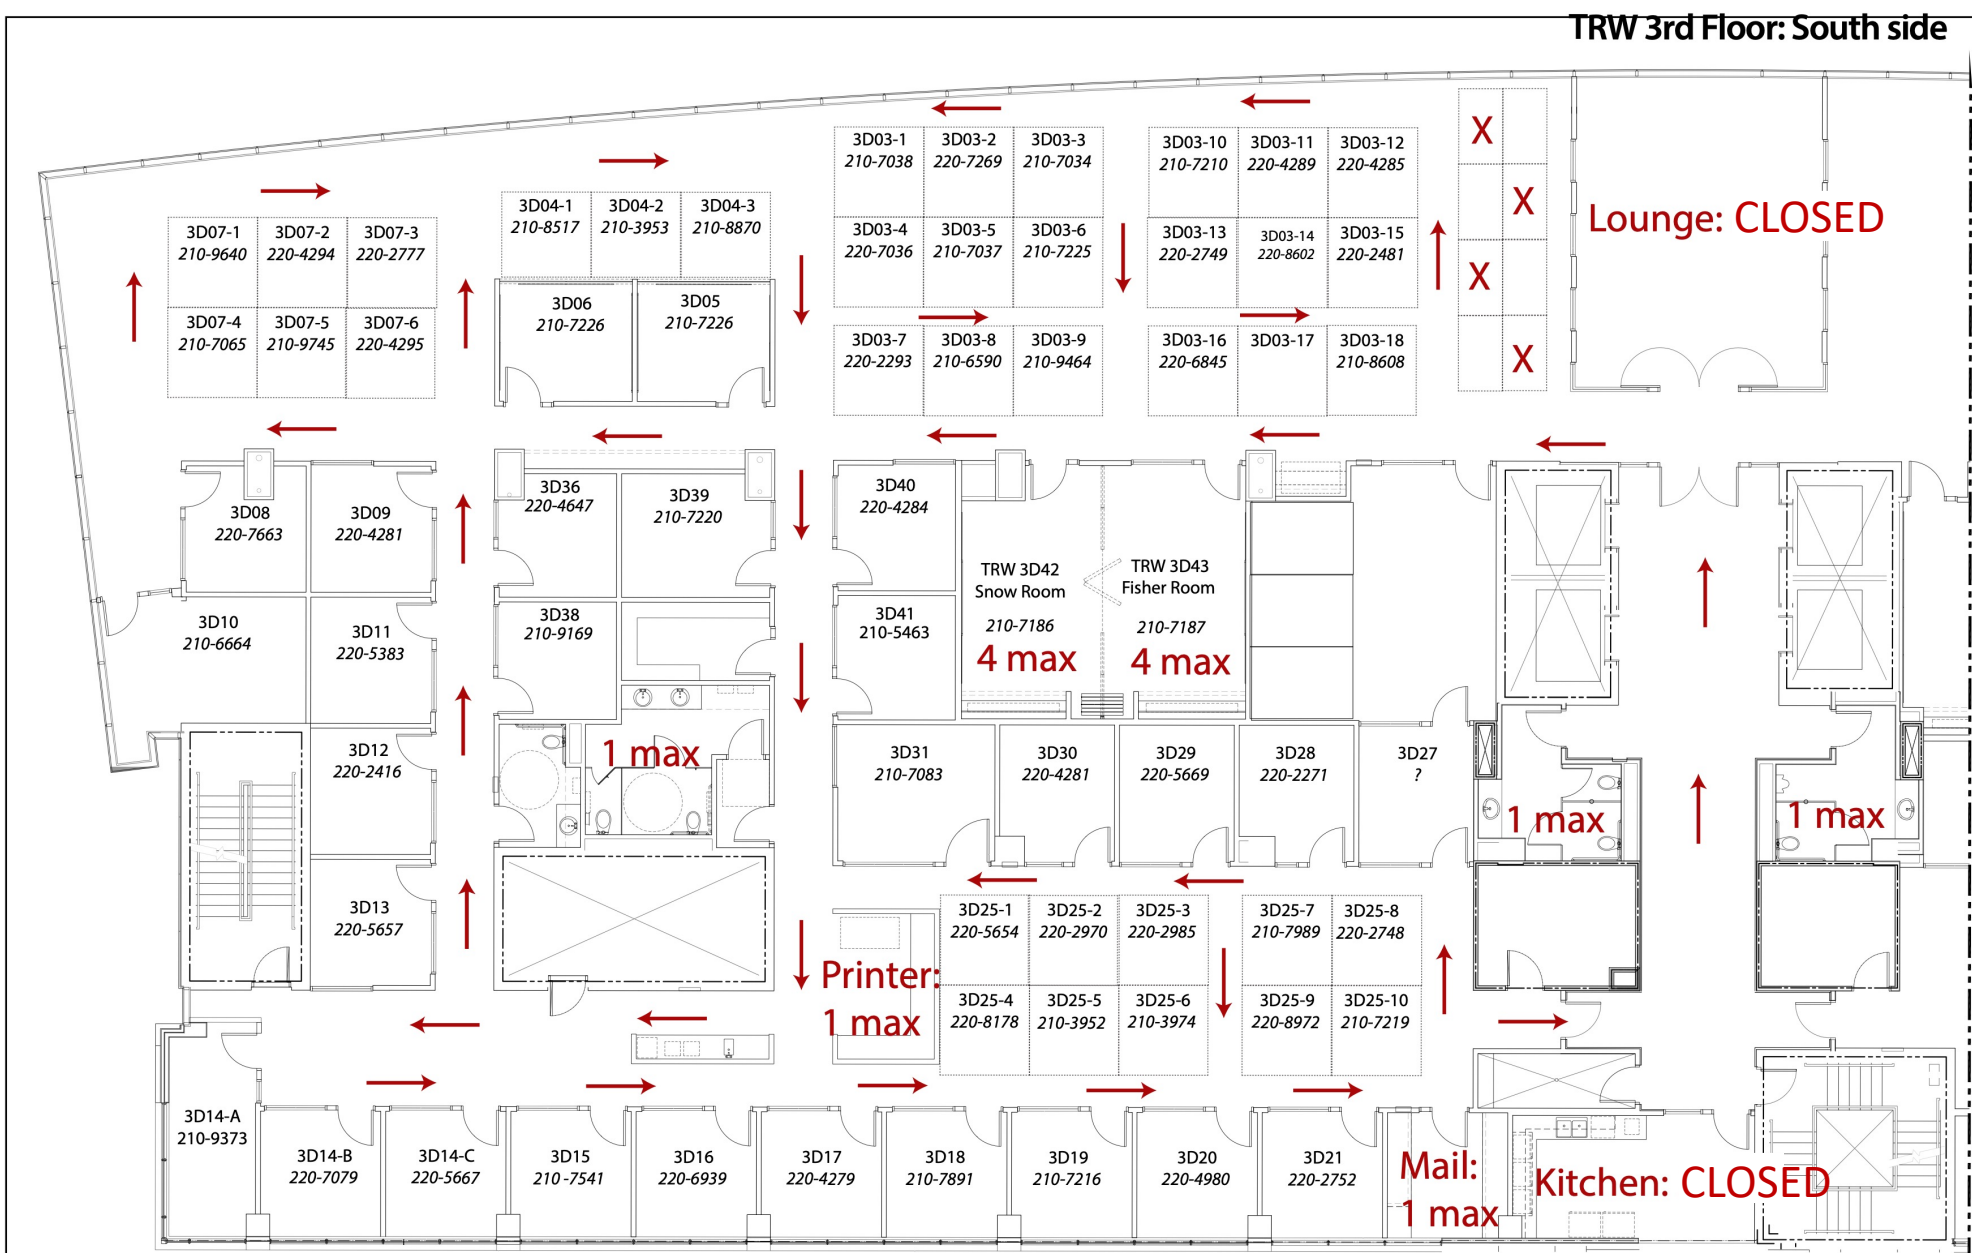 TRW 3rd Floor: South side
3D03-1
210-7038
3D03-2
220-7269
3D03-3
210-7034
3D03-10
210-7210
3D03-11
220-4289
3D03-12
220-4285
X
X
X
X
Lounge: CLOSED
3D04-1
210-8517
3D04-2
210-3953
3D04-3
210-8870
3D07-1
210-9640
3D07-2
220-4294
3D07-3
220-2777
3D03-4
220-7036
3D03-5
210-7037
3D03-6
210-7225
3D03-13
220-2749
3D03-14
220-8602
3D03-15
220-2481
3D06
210-7226
3D05
210-7226
3D07-4
210-7065
3D07-5
210-9745
3D07-6
220-4295
3D03-7
220-2293
3D03-8
210-6590
3D03-9
210-9464
3D03-16
220-6845
3D03-17
3D03-18
210-8608
3D08
220-7663
3D09
220-4281
3D36
220-4647
3D39
210-7220
3D40
220-4284
TRW 3D42
Snow Room
210-7186
4 max
TRW 3D43
Fisher Room
210-7187
4 max
3D10
210-6664
3D11
220-5383
3D38
210-9169
3D41
210-5463
3D12
220-2416
1 max
3D31
210-7083
3D30
220-4281
3D29
220-5669
3D28
220-2271
3D27
?
1 max
1 max
3D13
220-5657
Printer:
1 max
3D25-1
220-5654
3D25-2
220-2970
3D25-3
220-2985
3D25-7
210-7989
3D25-8
220-2748
3D25-4
220-8178
3D25-5
210-3952
3D25-6
210-3974
3D25-9
220-8972
3D25-10
210-7219
3D14-A
210-9373
3D14-B
220-7079
3D14-C
220-5667
3D15
210 -7541
3D16
220-6939
3D17
220-4279
3D18
210-7891
3D19
210-7216
3D20
220-4980
3D21
220-2752
Mail:
1 max
Kitchen: CLOSED